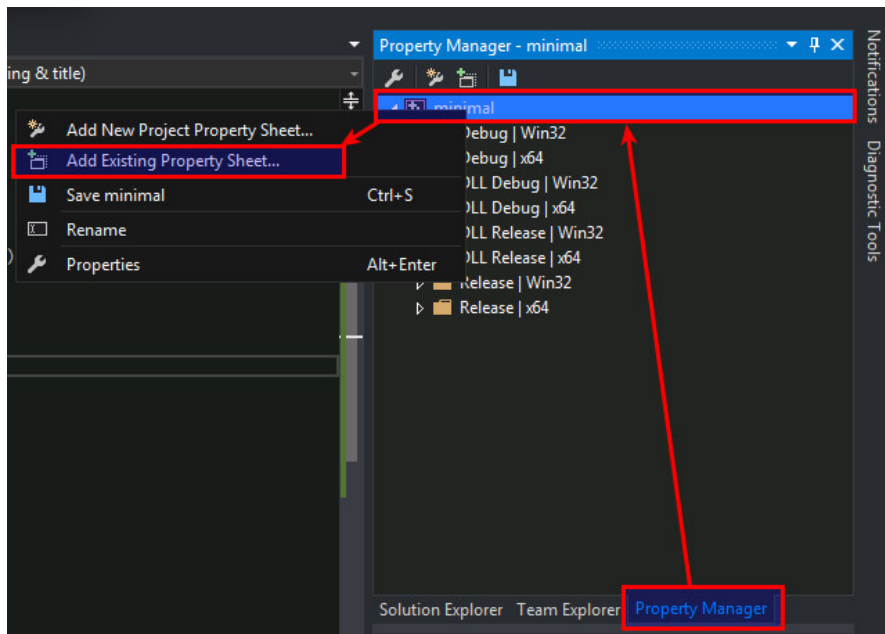 Property Manager - minimal
ing & title)
minimal
Add New Project Property Sheet...
Add Existing Property Sheet...
Save minimal Ctrl+S
Rename
Properties Alt+Enter
)
Debug | Win32
Debug | x64
DLL Debug | Win32
DLL Debug | x64
DLL Release | Win32
DLL Release | x64
Release | Win32
Release | x64
Solution Explorer Team Explorer Property Manager
Notifications
Diagnostic Tools